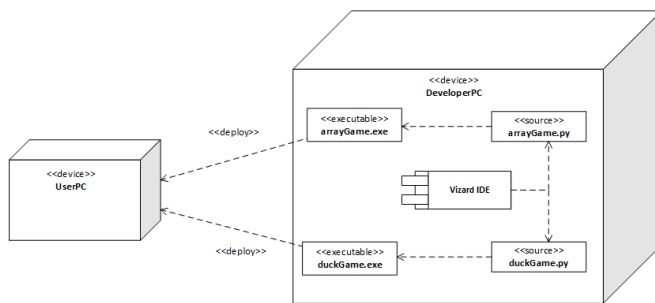 <<device>>
DeveloperPC
<<executable>>
arrayGame.exe
<<source>>
arrayGame.py
<<deploy>>
<<device>>
UserPC
Vizard IDE
<<deploy>>
<<executable>>
duckGame.exe
<<source>>
duckGame.py